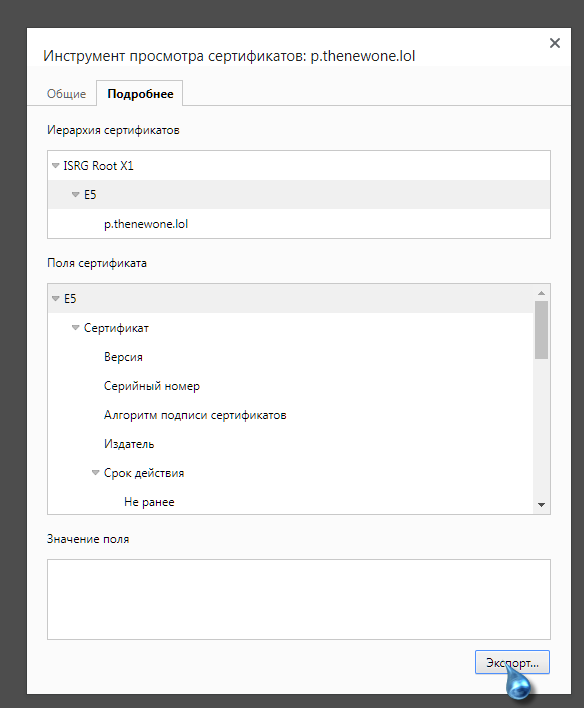 Инструмент просмотра сертификатов: p.thenewone.lol
Общие
Подробнее
Иерархия сертификатов
ISRG Root X1
E5
p.thenewone.lol
Поля сертификата
E5
Сертификат
Версия
Серийный номер
Алгоритм подписи сертификатов
Издатель
Срок действия
Не ранее
Значение поля
Экспорт...